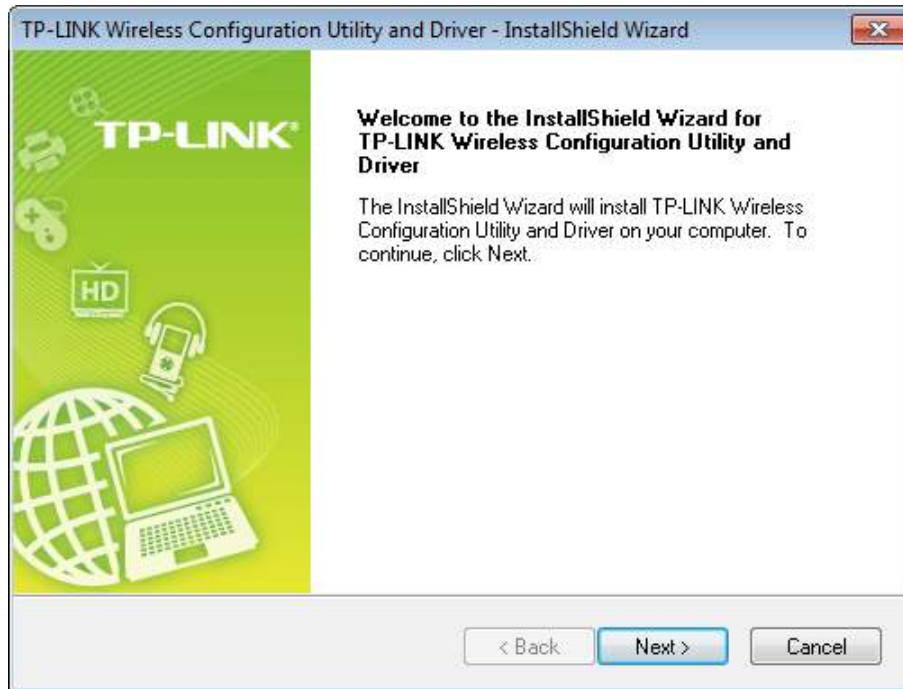 TP-LINK Wireless Configuration Utility and Driver - InstallShield Wizard
TP-LINK®
HD
Welcome to the InstallShield Wizard for
TP-LINK Wireless Configuration Utility and
Driver
The InstallShield Wizard will install TP-LINK Wireless
Configuration Utility and Driver on your computer. To
continue, click Next.
< Back
Next >
Cancel